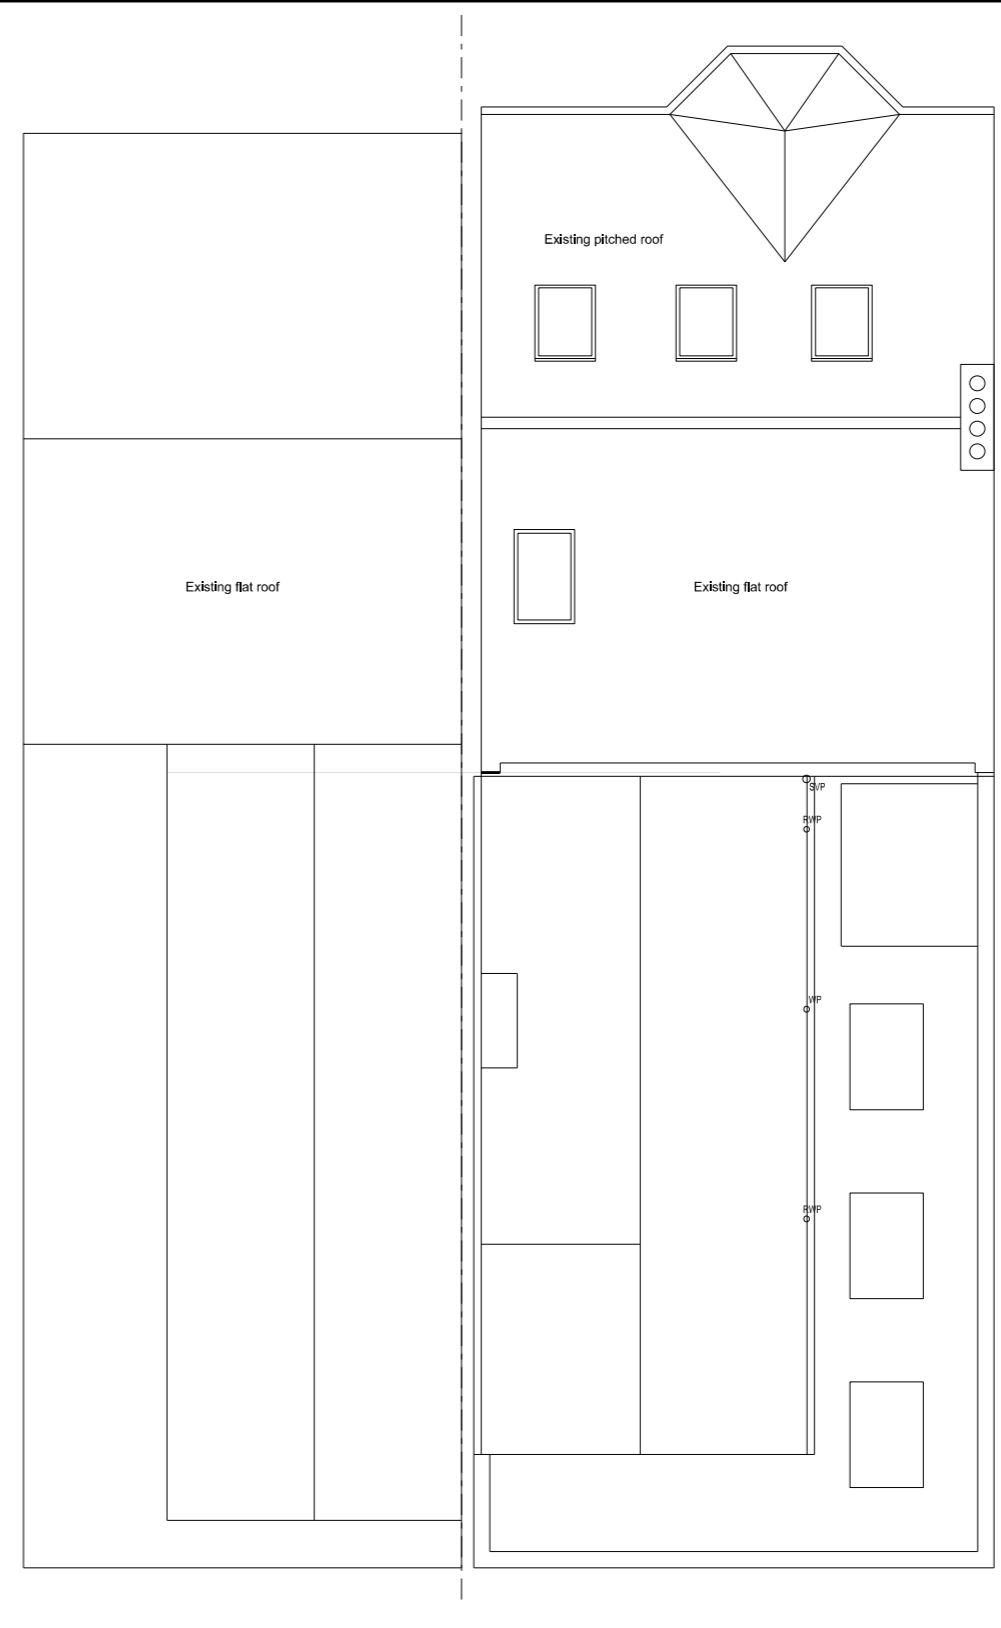 Existing pitched roof
Existing flat roof
Existing flat roof
SVP
RWP
WP
RWP